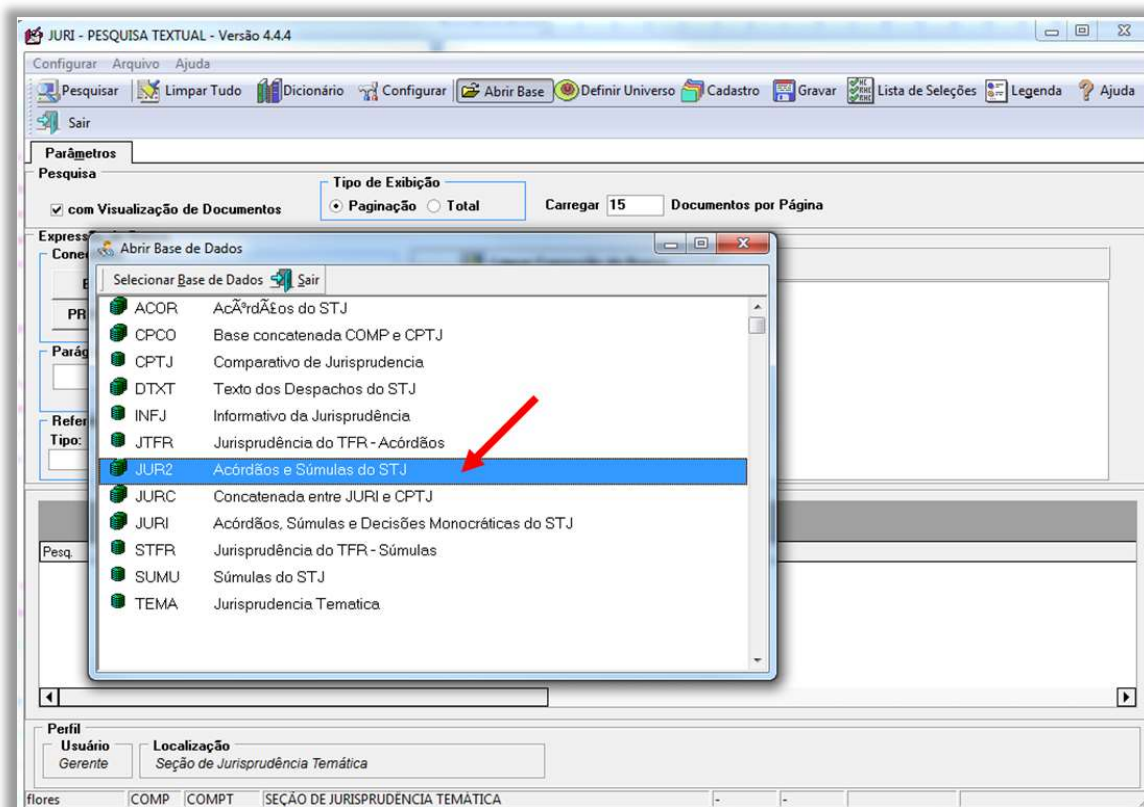 JURI - PESQUISA TEXTUAL - Versão 4.4.4
Configurar Arquivo Ajuda
Pesquisar Limpar Tudo Dicionário Configurar Abrir Base Definir Universo Cadastro Gravar Lista de Seleções Legenda Ajuda
Sair
Parâmetros
Pesquisa
Tipo de Exibição
com Visualização de Documentos Paginação Total Carregar 15 Documentos por Página
Abrir Base de Dados
Selecionar Base de Dados Sair
ACOR AcÃªrdÃ£os do STJ
CPCO Base concatenada COMP e CPTJ
PR
CPTJ Comparativo de Jurisprudencia
Parág
DTXT Texto dos Despachos do STJ
INFJ Informativo da Jurisprudência
Refer
Tipo:
JTFR Jurisprudência do TFR - Acórdãos
JUR2 Acórdãos e Súmulas do STJ
JURC Concatenada entre JURI e CPTJ
JURI Acórdãos, Súmulas e Decisões Monocráticas do STJ
Pesq.
STFR Jurisprudência do TFR - Súmulas
SUMU Súmulas do STJ
TEMA Jurisprudencia Tematica
Perfil
Usuário Localização
Gerente Seção de Jurisprudência Temática
flores COMP COMPT SEÇÃO DE JURISPRUDÊNCIA TEMÁTICA - -